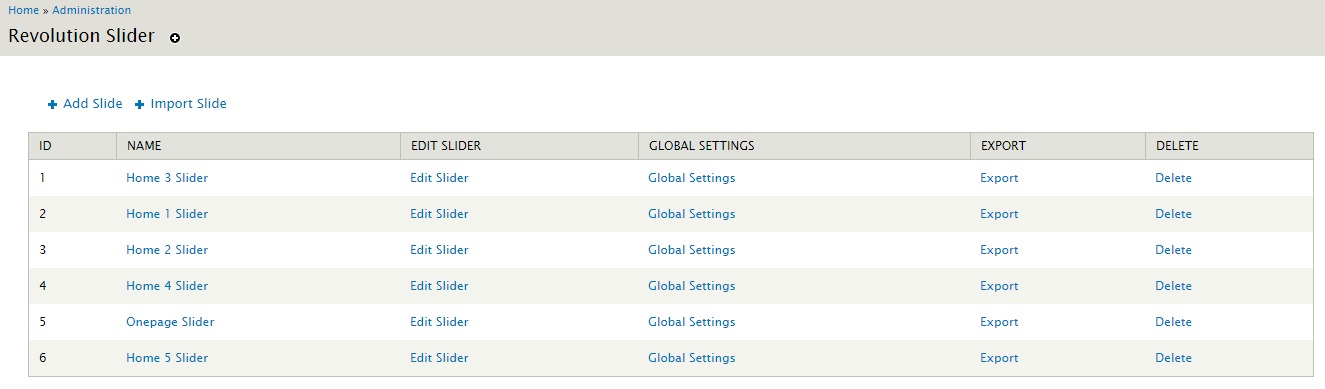 Home » Administration
Revolution Slider
Add Slide Import Slide
ID NAME EDIT SLIDER GLOBAL SETTINGS EXPORT DELETE
1 Home 3 Slider Edit Slider Global Settings Export Delete
2 Home 1 Slider Edit Slider Global Settings Export Delete
3 Home 2 Slider Edit Slider Global Settings Export Delete
4 Home 4 Slider Edit Slider Global Settings Export Delete
5 Onepage Slider Edit Slider Global Settings Export Delete
6 Home 5 Slider Edit Slider Global Settings Export Delete